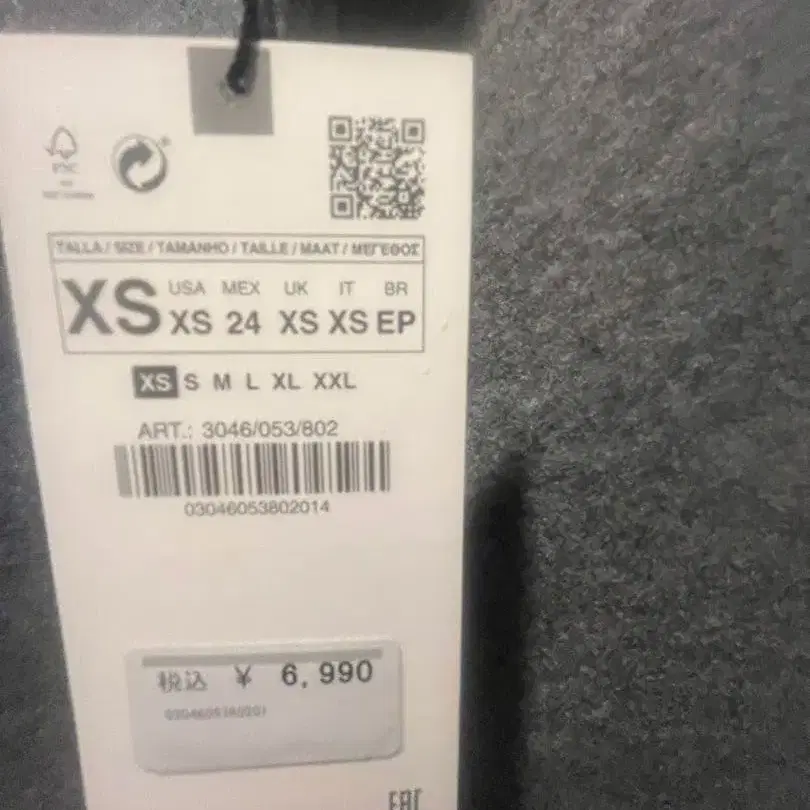 FSC
TALLA / SIZE / TAMANHO / TAILLE / MAAT / ΜΕΓΕΘΟΣ
XS
USA MEX UK IT BR
XS 24 XS XS EP
XS S M L XL XXL
ART.: 3046/053/802
03046053802014
税込 ¥ 6,990
EAC